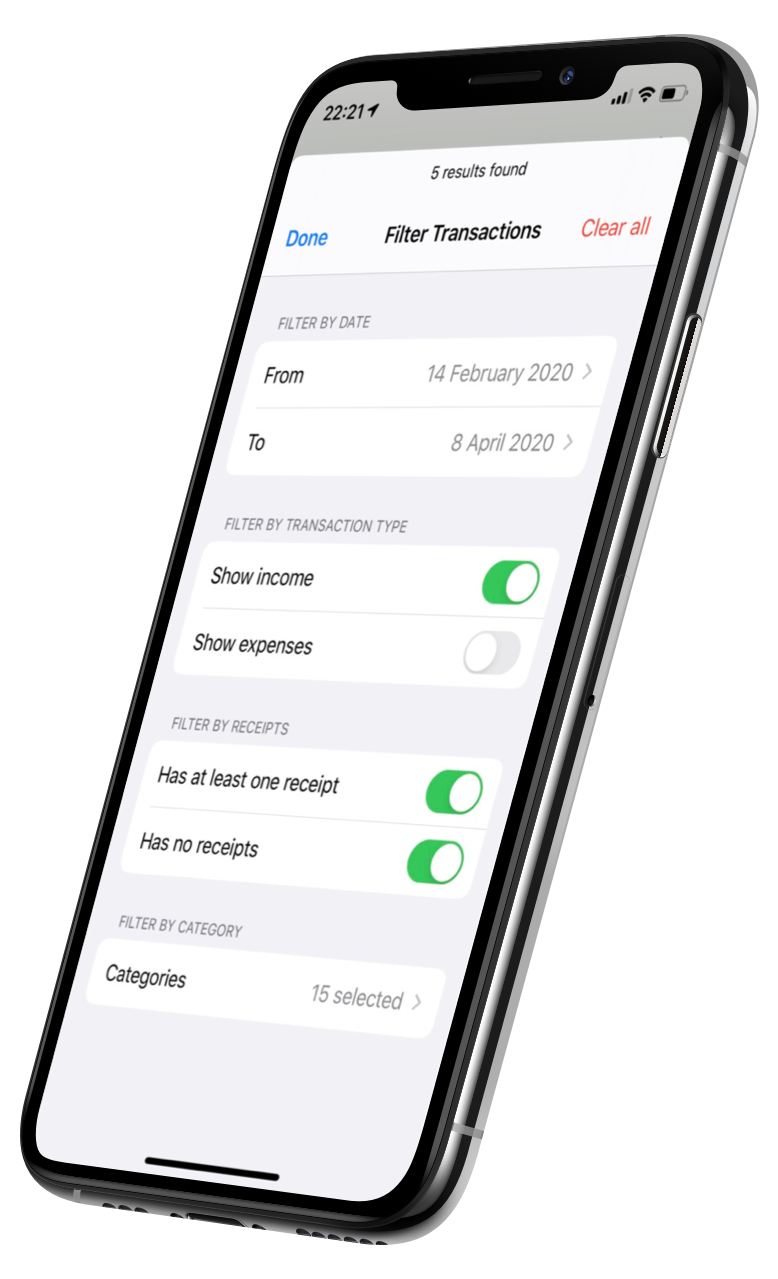 22:21
5 results found
Done Filter Transactions Clear all
FILTER BY DATE
From 14 February 2020
To 8 April 2020
FILTER BY TRANSACTION TYPE
Show income
Show expenses
FILTER BY RECEIPTS
Has at least one receipt
Has no receipts
FILTER BY CATEGORY
Categories 15 selected